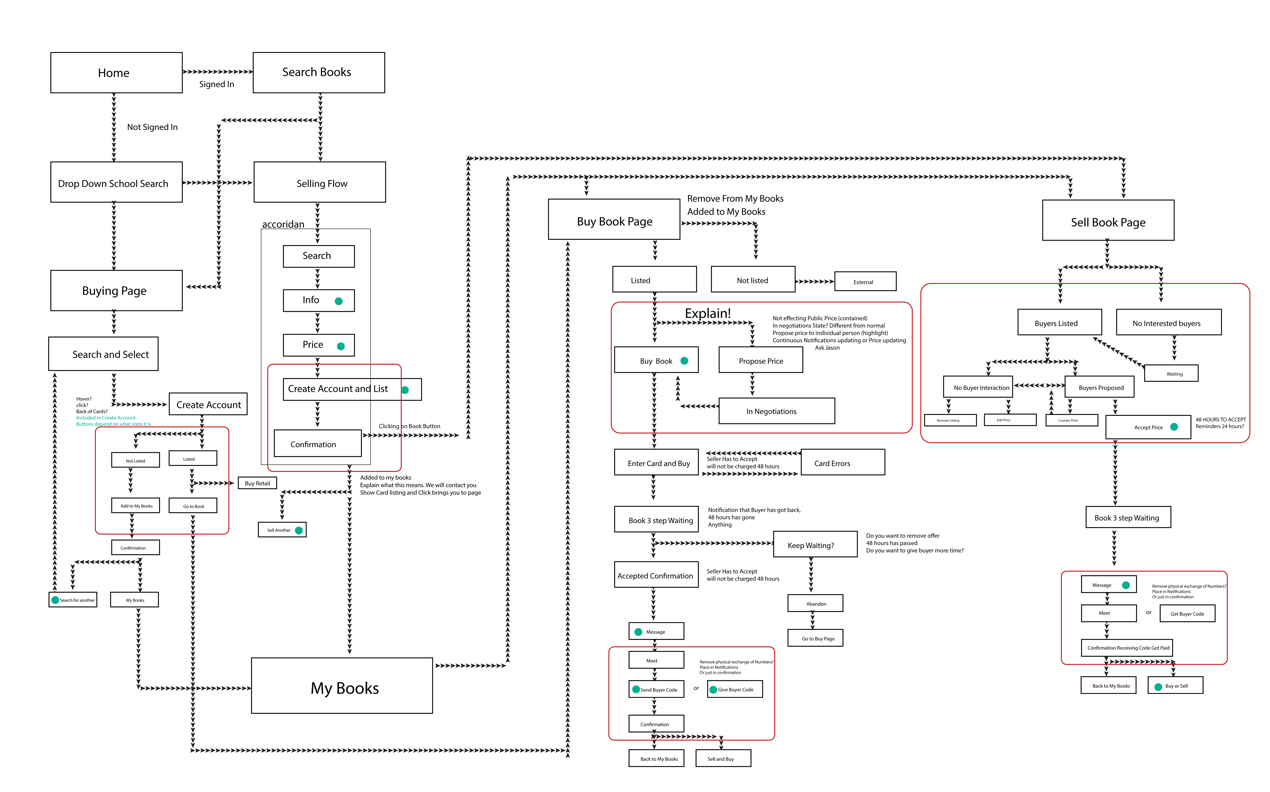 Home
Signed In
Search Books
Not Signed In
Drop Down School Search
Selling Flow
accoridan
Search
Info
Price
Create Account and List
Confirmation
Clicking on Book Button
Added to my books
Explain what this means. We will contact you
Show Card listing and Click brings you to page
Sell Another
Buying Page
Search and Select
Hover?
click?
Back of Cards?
Included in Create Account
Buttons depend on what state it is
Create Account
Not Listed
Listed
Buy Retail
Add to My Books
Go to Book
Confirmation
Search for another
My Books
My Books
Buy Book Page
Remove From My Books
Added to My Books
Listed
Not listed
External
Explain!
Not effecting Public Price (contained)
In negotiations State? Different from normal
Propose price to individual person (highlight)
Continuous Notifications updating or Price updating
Ask Jason
Buy Book
Propose Price
In Negotiations
Enter Card and Buy
Seller Has to Accept
will not be charged 48 hours
Card Errors
Book 3 step Waiting
Notification that Buyer has got back,
48 hours has gone
Anything
Keep Waiting?
Do you want to remove offer
48 hours has passed
Do you want to give buyer more time?
Accepted Confirmation
Seller Has to Accept
will not be charged 48 hours
Abandon
Go to Buy Page
Message
Meet
Remove physical exchange of Numbers?
Place in Notifications
Or just in confirmation
Send Buyer Code
or
Give Buyer Code
Confirmation
Back to My Books
Sell and Buy
Sell Book Page
Buyers Listed
No Interested buyers
Waiting
No Buyer Interaction
Buyers Proposed
Remove Listing
Edit Price
Counter Price
Accept Price
48 HOURS TO ACCEPT
Reminders 24 hours?
Book 3 step Waiting
Message
Remove physical exchange of Numbers?
Place in Notifications
Or just in confirmation
Meet
or
Get Buyer Code
Confirmation Receiving Code Got Paid
Back to My Books
Buy or Sell